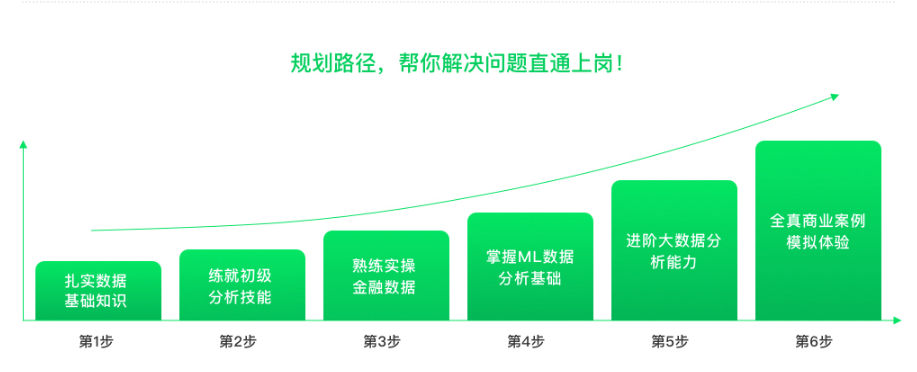 规划路径，帮你解决问题直通上岗！
扎实数据
基础知识
练就初级
分析技能
熟练实操
金融数据
掌握ML数据
分析基础
进阶大数据分
析能力
全真商业案例
模拟体验
第1步
第2步
第3步
第4步
第5步
第6步